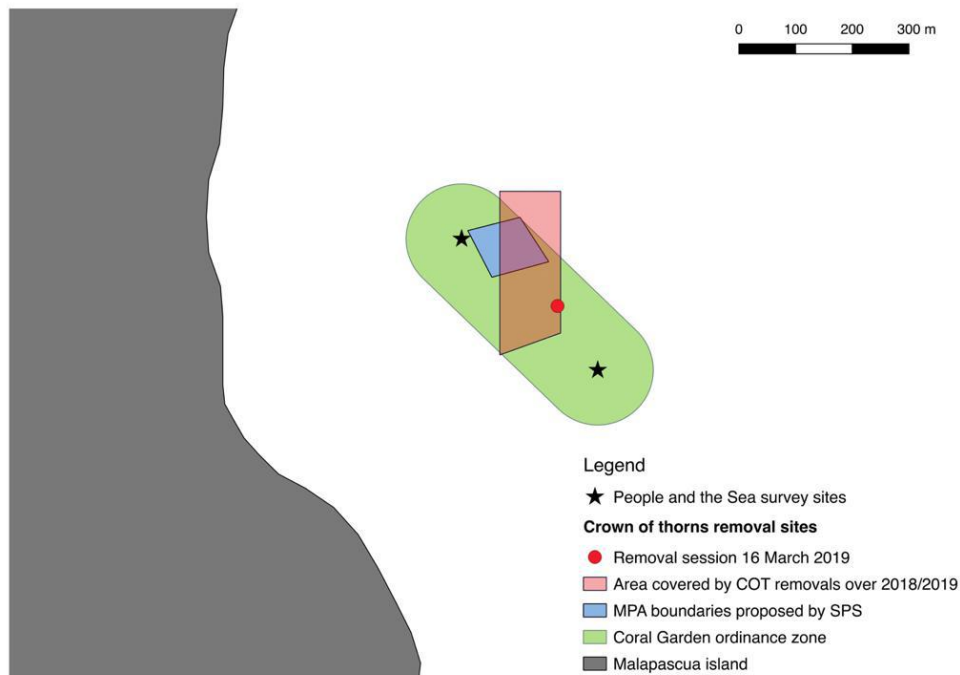 0 100 200 300 m
Legend
People and the Sea survey sites
Crown of thorns removal sites
Removal session 16 March 2019
Area covered by COT removals over 2018/2019
MPA boundaries proposed by SPS
Coral Garden ordinance zone
Malapascua island